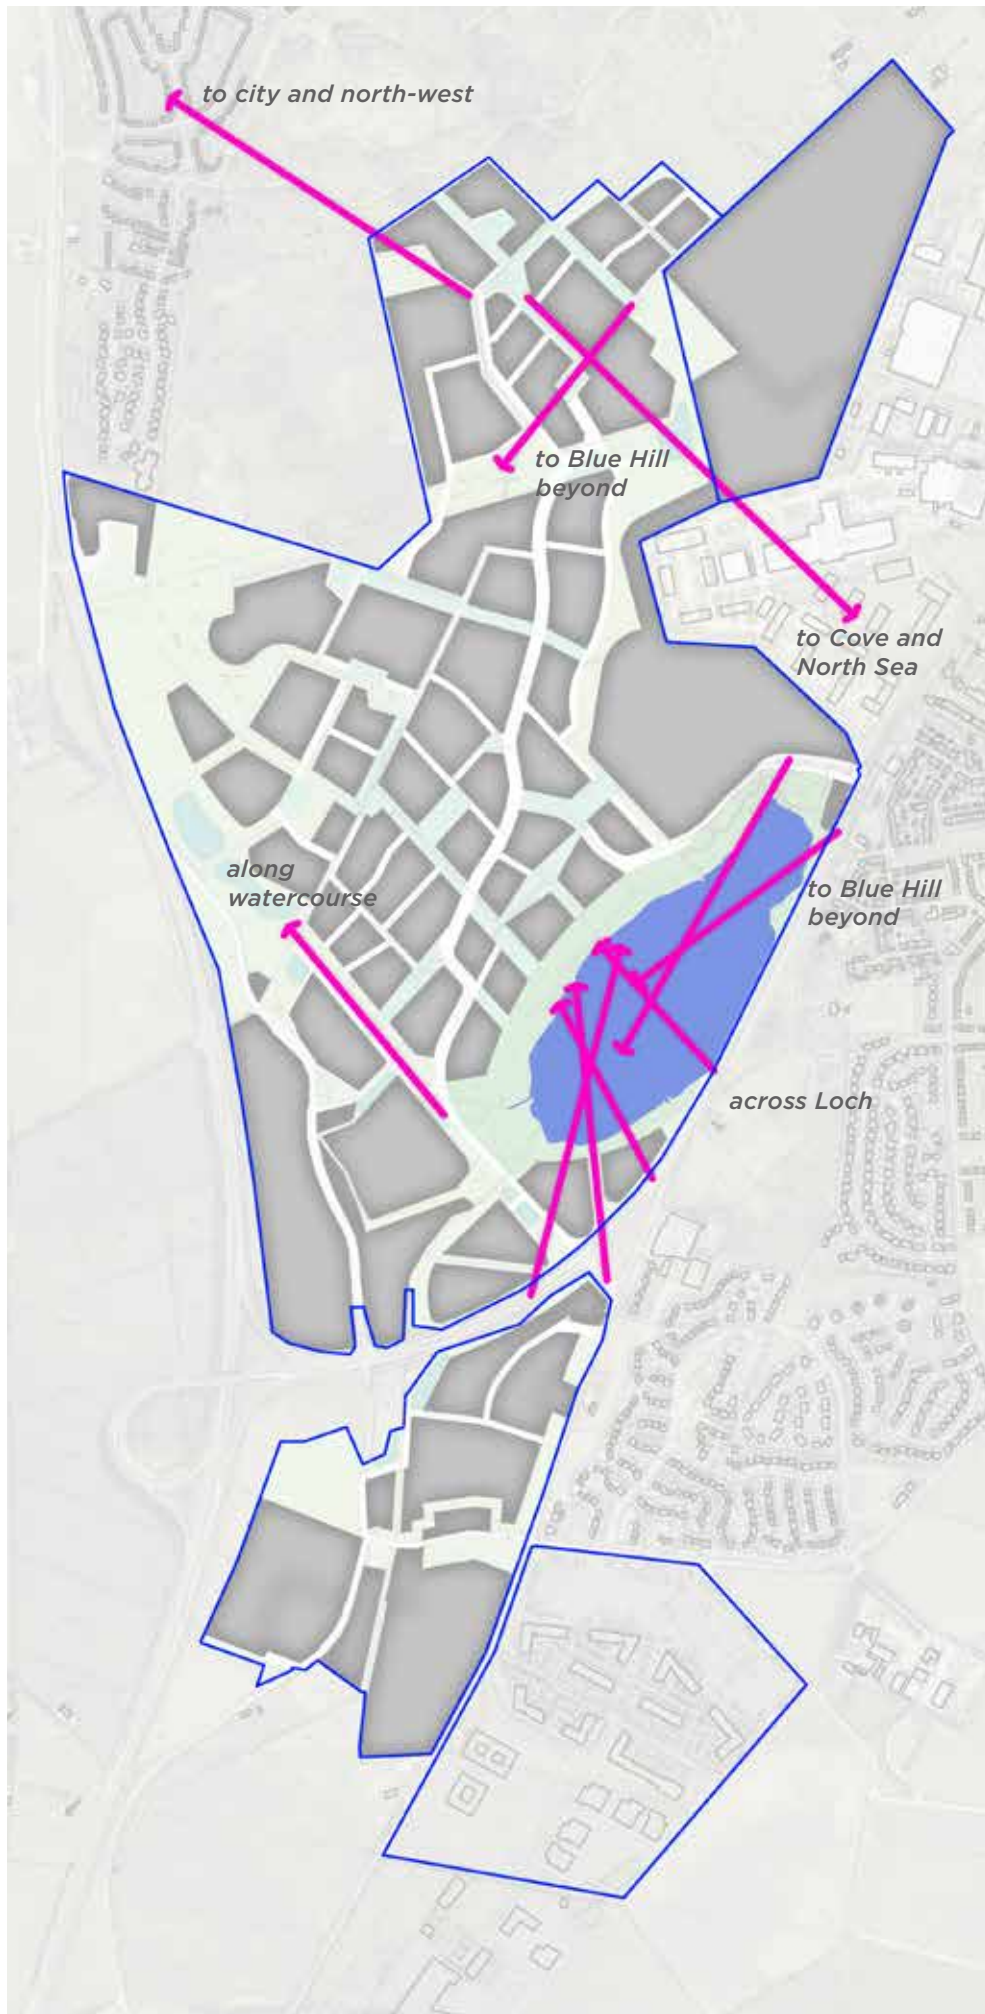 to city and north-west
to Blue Hill
beyond
to Cove and
North Sea
along
watercourse
to Blue Hill
beyond
across Loch